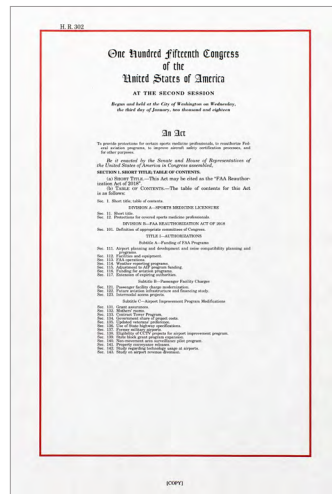 H. R. 302
One Hundred Fifteenth Congress
of the
United States of America
AT THE SECOND SESSION
Begun and held at the City of Washington on Wednesday,
the third day of January, two thousand and eighteen
An Act
To provide protections for certain sports medicine professionals, to reauthorize Fed-
eral aviation programs, to improve aircraft safety certification processes, and
for other purposes.
Be it enacted by the Senate and House of Representatives of
the United States of America in Congress assembled,
SECTION 1. SHORT TITLE; TABLE OF CONTENTS.
(a) SHORT TITLE.—This Act may be cited as the "FAA Reauthor-
ization Act of 2018".
(b) TABLE OF CONTENTS.—The table of contents for this Act
is as follows:
Sec. 1. Short title; table of contents.
DIVISION A—SPORTS MEDICINE LICENSURE
Sec. 11. Short title.
Sec. 12. Protections for covered sports medicine professionals.
DIVISION B—FAA REAUTHORIZATION ACT OF 2018
Sec. 101. Definition of appropriate committees of Congress.
TITLE I—AUTHORIZATIONS
Subtitle A—Funding of FAA Programs
Sec. 111. Airport planning and development and noise compatibility planning and
programs.
Sec. 112. Facilities and equipment.
Sec. 113. FAA operations.
Sec. 114. Weather reporting programs.
Sec. 115. Adjustment to AIP program funding.
Sec. 116. Funding for aviation programs.
Sec. 117. Extension of expiring authorities.
Subtitle B—Passenger Facility Charges
Sec. 121. Passenger facility charge modernization.
Sec. 122. Future aviation infrastructure and financing study.
Sec. 123. Intermodal access projects.
Subtitle C—Airport Improvement Program Modifications
Sec. 131. Grant assurances.
Sec. 132. Mothers' rooms.
Sec. 133. Contract Tower Program.
Sec. 134. Government share of project costs.
Sec. 135. Updated veterans' preference.
Sec. 136. Use of State highway specifications.
Sec. 137. Former military airports.
Sec. 138. Eligibility of CCTV projects for airport improvement program.
Sec. 139. State block grant program expansion.
Sec. 140. Non-movement area surveillance pilot program.
Sec. 141. Property conveyance releases.
Sec. 142. Study regarding technology usage at airports.
Sec. 143. Study on airport revenue diversion.
[COPY]